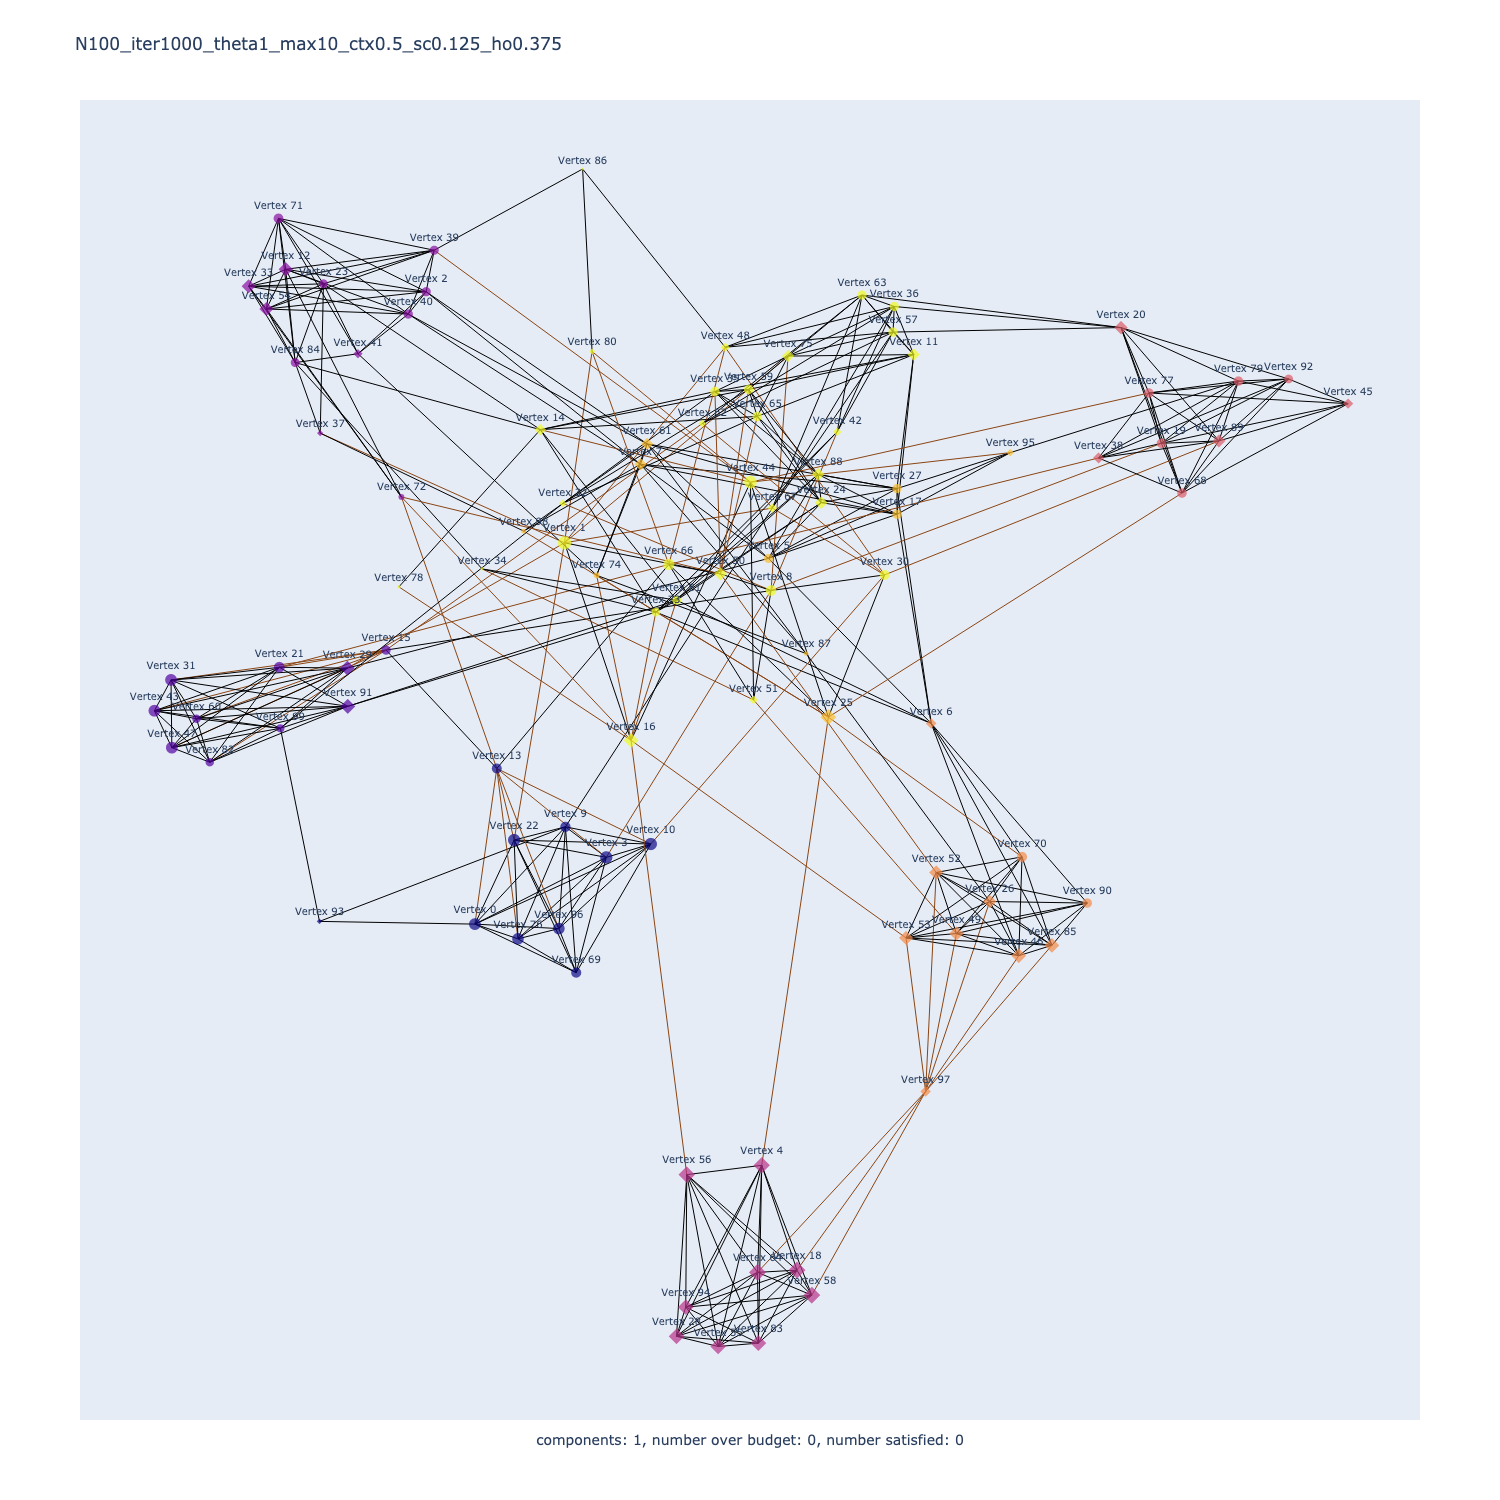 N100_iter1000_theta1_max10_ctx0.5_sc0.125_ho0.375
Vertex 86
Vertex 71
Vertex 39
Vertex 12
Vertex 33
Vertex 23
Vertex 2
Vertex 54
Vertex 40
Vertex 84
Vertex 41
Vertex 63
Vertex 36
Vertex 57
Vertex 11
Vertex 20
Vertex 80
Vertex 48
Vertex 75
Vertex 59
Vertex 65
Vertex 77
Vertex 79
Vertex 92
Vertex 45
Vertex 14
Vertex 37
Vertex 61
Vertex 42
Vertex 95
Vertex 38
Vertex 19
Vertex 89
Vertex 44
Vertex 88
Vertex 27
Vertex 68
Vertex 72
Vertex 24
Vertex 17
Vertex 1
Vertex 66
Vertex 5
Vertex 34
Vertex 74
Vertex 30
Vertex 78
Vertex 8
Vertex 15
Vertex 21
Vertex 31
Vertex 87
Vertex 91
Vertex 43
Vertex 51
Vertex 25
Vertex 6
Vertex 16
Vertex 47
Vertex 13
Vertex 9
Vertex 22
Vertex 3
Vertex 10
Vertex 70
Vertex 52
Vertex 26
Vertex 90
Vertex 93
Vertex 0
Vertex 96
Vertex 53
Vertex 49
Vertex 85
Vertex 69
Vertex 97
Vertex 4
Vertex 56
Vertex 18
Vertex 58
Vertex 94
Vertex 83
components: 1, number over budget: 0, number satisfied: 0